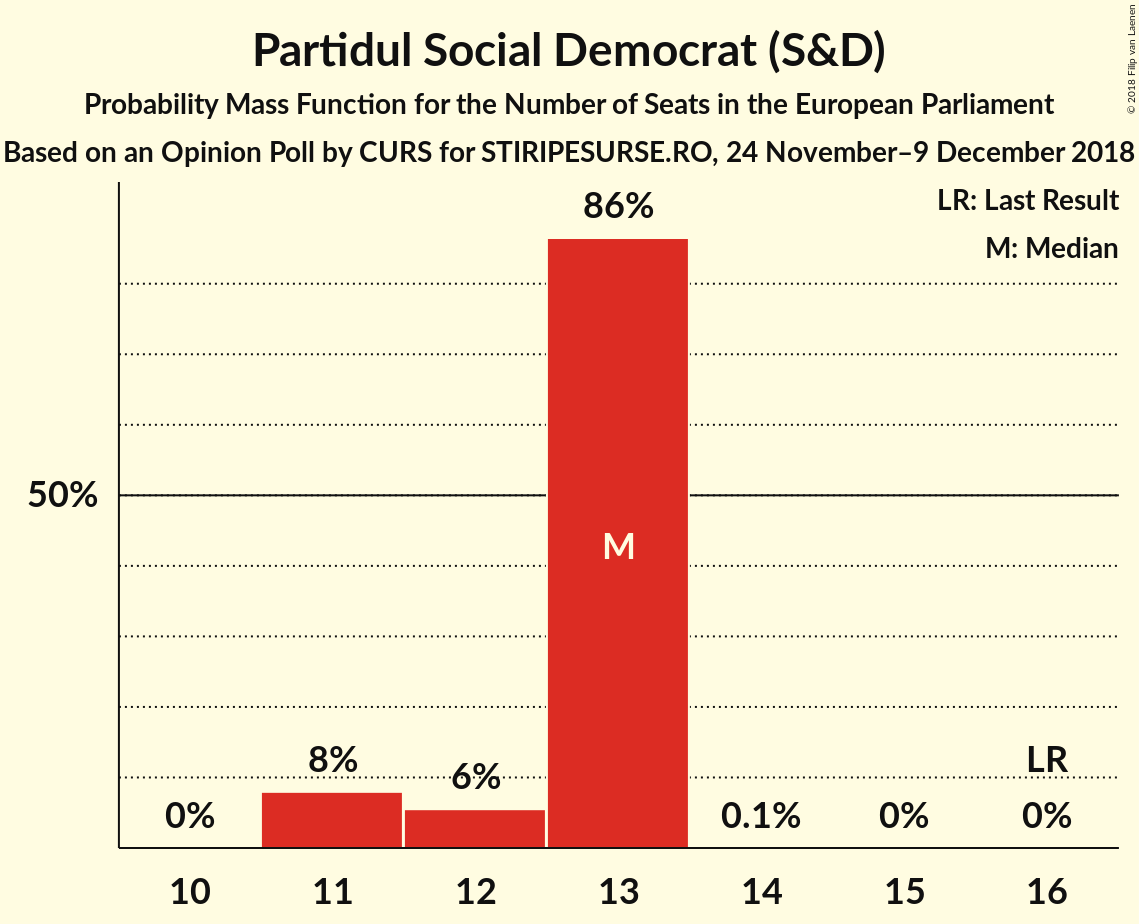 Partidul Social Democrat (S&D)
Probability Mass Function for the Number of Seats in the European Parliament
Based on an Opinion Poll by CURS for STIRIPESURSE.RO, 24 November–9 December 2018
© 2018 Filip van Laenen
LR: Last Result
M: Median
86%
50%
M
8%
6%
LR
0%
0.1%
0%
0%
10
11
12
13
14
15
16